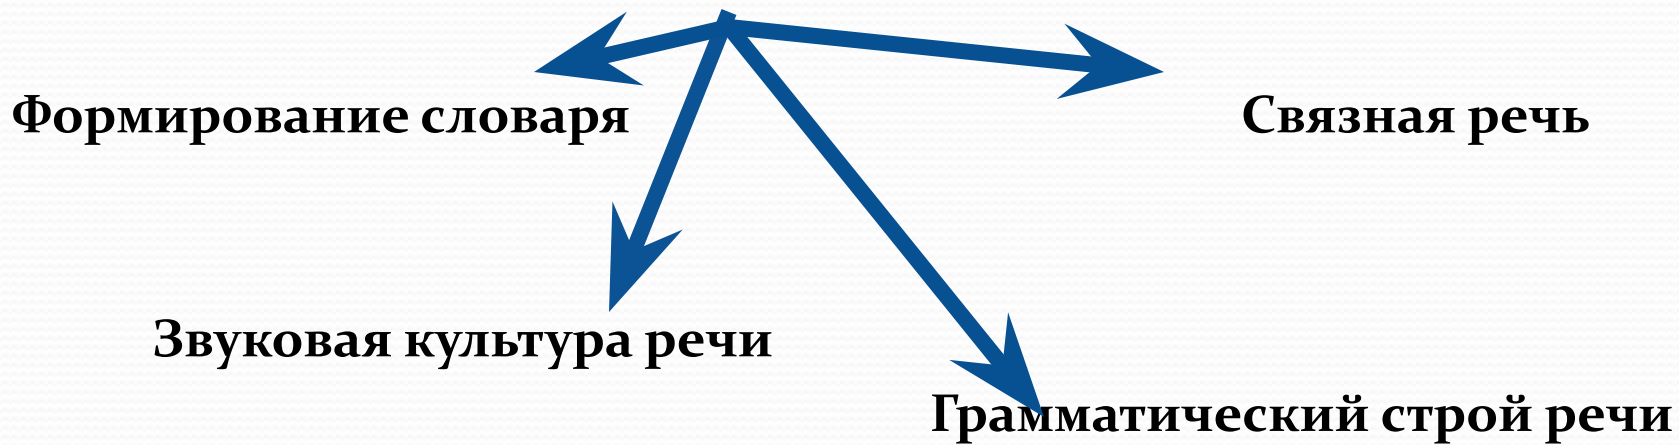 Формирование словаря
Связная речь
Звуковая культура речи
Грамматический строй речи